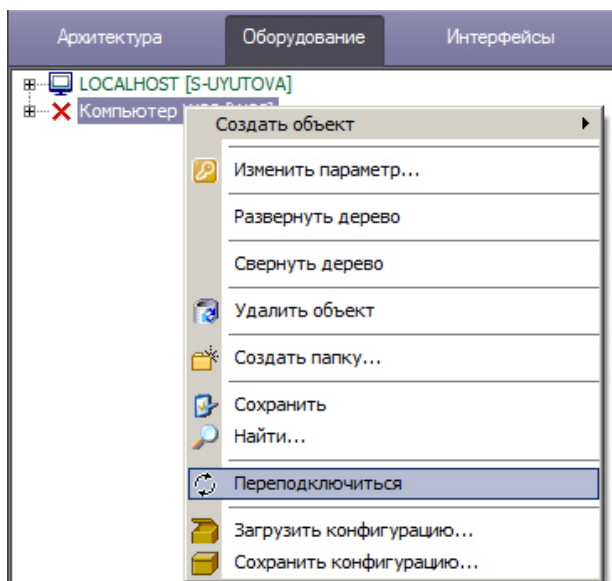 Архитектура Оборудование Интерфейсы
LOCALHOST [S-UYUTOVA]
Компьютер
Создать объект
Изменить параметр...
Развернуть дерево
Свернуть дерево
Удалить объект
Создать папку...
Сохранить
Найти...
Переподключиться
Загрузить конфигурацию...
Сохранить конфигурацию...